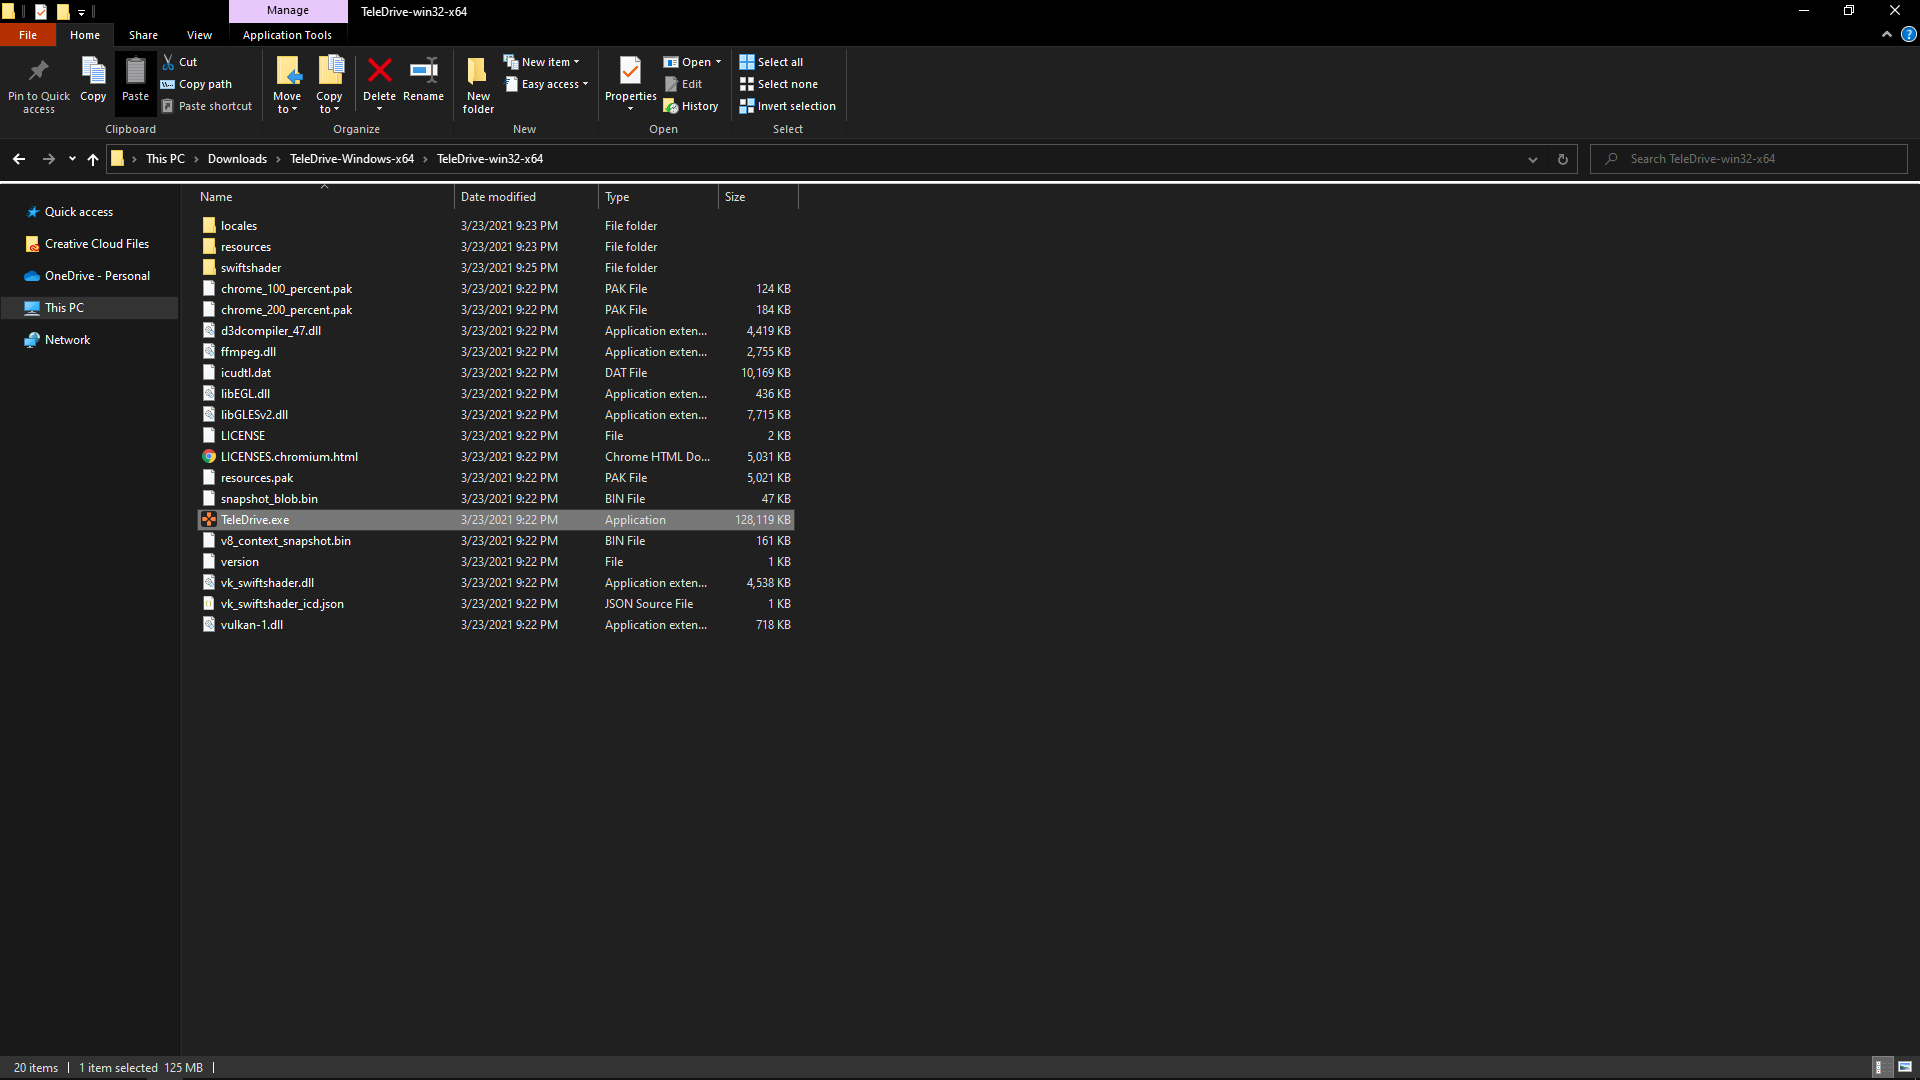 Manage
TeleDrive-win32-x64
File
Home
Share
View
Application Tools
Pin to Quick access
Copy
Paste
Cut
Copy path
Paste shortcut
Clipboard
Move to
Copy to
Delete
Rename
Organize
New folder
New item
Easy access
New
Properties
Open
Edit
History
Open
Select all
Select none
Invert selection
Select
This PC
Downloads
TeleDrive-Windows-x64
TeleDrive-win32-x64
Search TeleDrive-win32-x64
Quick access
Creative Cloud Files
OneDrive - Personal
This PC
Network
Name Date modified Type Size
locales 3/23/2021 9:23 PM File folder
resources 3/23/2021 9:23 PM File folder
swiftshader 3/23/2021 9:25 PM File folder
chrome_100_percent.pak 3/23/2021 9:22 PM PAK File 124 KB
chrome_200_percent.pak 3/23/2021 9:22 PM PAK File 184 KB
d3dcompiler_47.dll 3/23/2021 9:22 PM Application exten... 4,419 KB
ffmpeg.dll 3/23/2021 9:22 PM Application exten... 2,755 KB
icudtl.dat 3/23/2021 9:22 PM DAT File 10,169 KB
libEGL.dll 3/23/2021 9:22 PM Application exten... 436 KB
libGLESv2.dll 3/23/2021 9:22 PM Application exten... 7,715 KB
LICENSE 3/23/2021 9:22 PM File 2 KB
LICENSES.chromium.html 3/23/2021 9:22 PM Chrome HTML Do... 5,031 KB
resources.pak 3/23/2021 9:22 PM PAK File 5,021 KB
snapshot_blob.bin 3/23/2021 9:22 PM BIN File 47 KB
TeleDrive.exe 3/23/2021 9:22 PM Application 128,119 KB
v8_context_snapshot.bin 3/23/2021 9:22 PM BIN File 161 KB
version 3/23/2021 9:22 PM File 1 KB
vk_swiftshader.dll 3/23/2021 9:22 PM Application exten... 4,538 KB
vk_swiftshader_icd.json 3/23/2021 9:22 PM JSON Source File 1 KB
vulkan-1.dll 3/23/2021 9:22 PM Application exten... 718 KB
20 items
1 item selected 125 MB